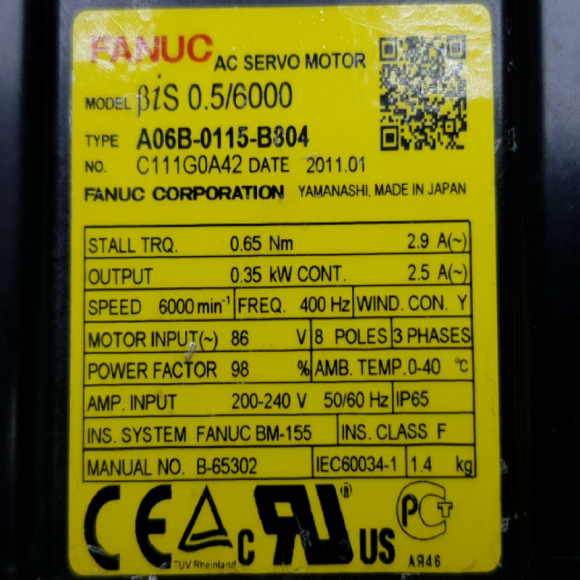 FANUC AC SERVO MOTOR
MODEL βiS 0.5/6000
TYPE A06B-0115-B804
NO. C111G0A42 DATE 2011.01
FANUC CORPORATION YAMANASHI, MADE IN JAPAN
STALL TRQ. 0.65 Nm 2.9 A(~)
OUTPUT 0.35 kW CONT. 2.5 A(~)
SPEED 6000 min⁻¹ FREQ. 400 Hz WIND. CON. Y
MOTOR INPUT(~) 86 V 8 POLES 3 PHASES
POWER FACTOR 98 % AMB. TEMP. 0-40 °C
AMP. INPUT 200-240 V 50/60 Hz IP65
INS. SYSTEM FANUC BM-155 INS. CLASS F
MANUAL NO. B-65302 IEC60034-1 1.4 kg
CE TUV Rheinland C RU ® US PCT
АЯ46